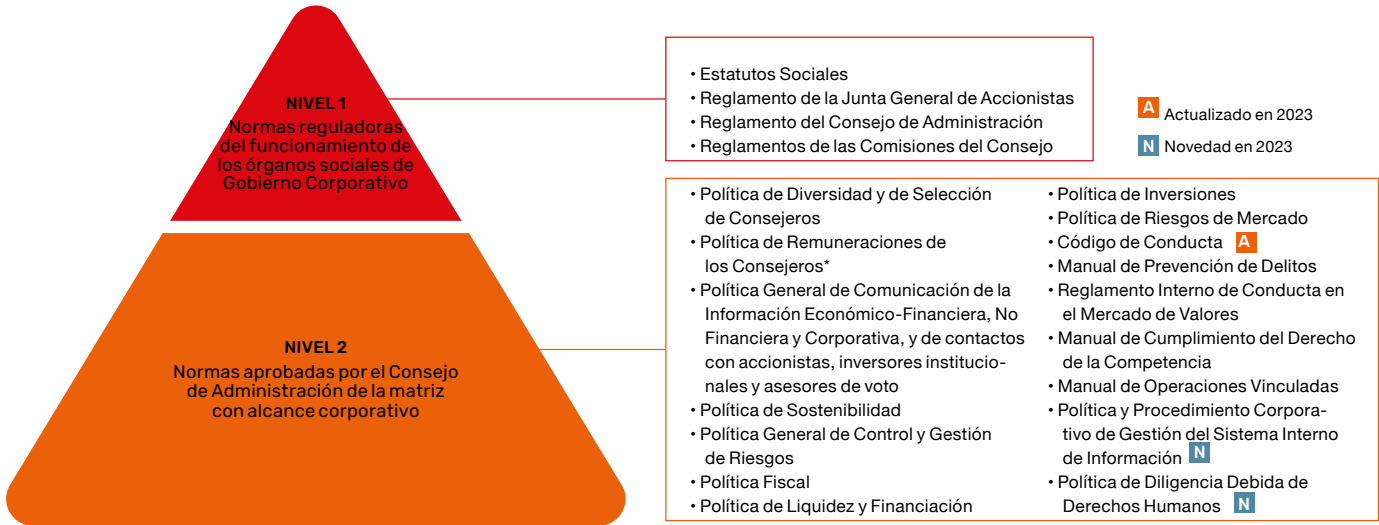 NIVEL 1
Normas reguladoras
del funcionamiento de
los órganos sociales de
Gobierno Corporativo
• Estatutos Sociales
• Reglamento de la Junta General de Accionistas
• Reglamento del Consejo de Administración
• Reglamentos de las Comisiones del Consejo
A Actualizado en 2023
N Novedad en 2023
NIVEL 2
Normas aprobadas por el Consejo
de Administración de la matriz
con alcance corporativo
• Política de Diversidad y de Selección
de Consejeros
• Política de Remuneraciones de
los Consejeros*
• Política General de Comunicación de la
Información Económico-Financiera, No
Financiera y Corporativa, y de contactos
con accionistas, inversores institucio-
nales y asesores de voto
• Política de Sostenibilidad
• Política General de Control y Gestión
de Riesgos
• Política Fiscal
• Política de Liquidez y Financiación
• Política de Inversiones
• Política de Riesgos de Mercado
• Código de Conducta A
• Manual de Prevención de Delitos
• Reglamento Interno de Conducta en
el Mercado de Valores
• Manual de Cumplimiento del Derecho
de la Competencia
• Manual de Operaciones Vinculadas
• Política y Procedimiento Corpora-
tivo de Gestión del Sistema Interno
de Información N
• Política de Diligencia Debida de
Derechos Humanos N